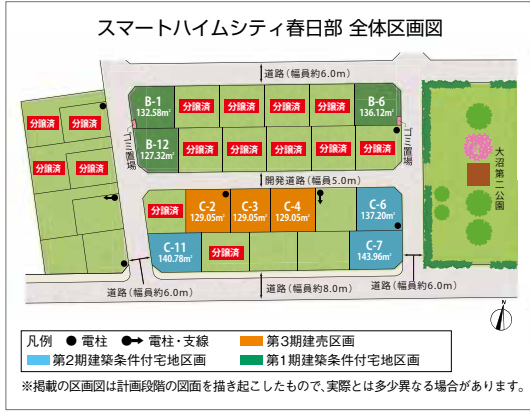 スマートハイムシティ春日部 全体区画図
道路(幅員約6.0m)
B-1
132.58m²
分譲済
分譲済
分譲済
分譲済
B-6
136.12m²
分譲済
分譲済
ゴミ置場
B-12
127.32m²
分譲済
分譲済
分譲済
分譲済
分譲済
ゴミ置場
大沼第二公園
分譲済
分譲済
開発道路(幅員5.0m)
分譲済
C-2
129.05m²
C-3
129.05m²
C-4
129.05m²
C-6
137.20m²
C-11
140.78m²
分譲済
C-7
143.96m²
道路(幅員約6.0m)
道路(幅員約8.0m)
道路(幅員約6.0m)
N
凡例 ●電柱 電柱・支線 第3期建売区画
第2期建築条件付宅地区画 第1期建築条件付宅地区画
※掲載の区画図は計画段階の図面を描き起こしたもので、実際とは多少異なる場合があります。